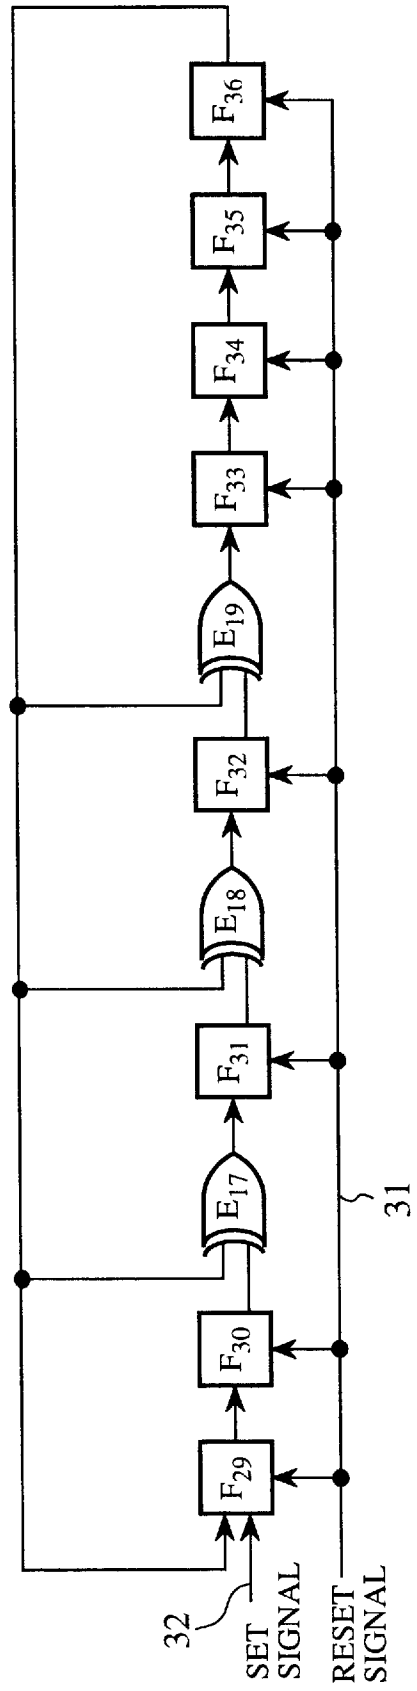 F29
F30
E17
F31
E18
F32
E19
F33
F34
F35
F36
32
SET
SIGNAL
31
RESET
SIGNAL